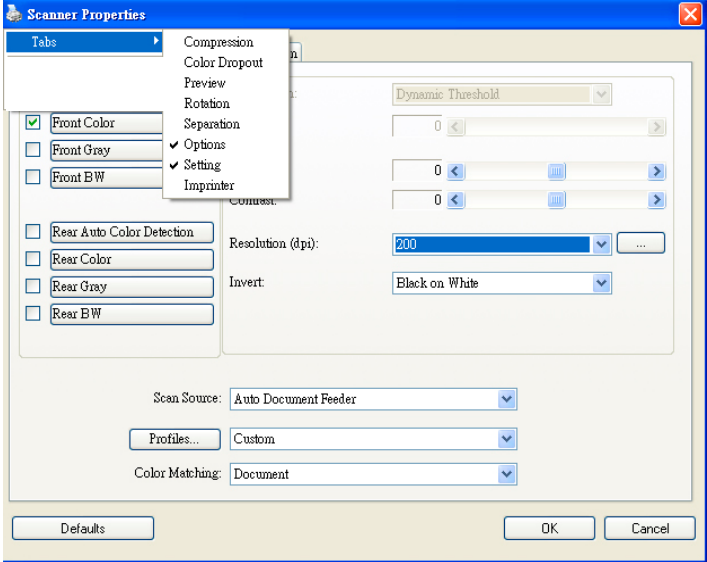 Scanner Properties
Tabs
Compression
Color Dropout
Preview
Rotation
Separation
Options
Setting
Imprinter
Front Color
Front Gray
Front BW
Rear Auto Color Detection
Rear Color
Rear Gray
Rear BW
Dynamic Threshold
0
0
Contrast:
0
Resolution (dpi):
200
...
Invert:
Black on White
Scan Source:
Auto Document Feeder
Profiles...
Custom
Color Matching:
Document
Defaults
OK
Cancel